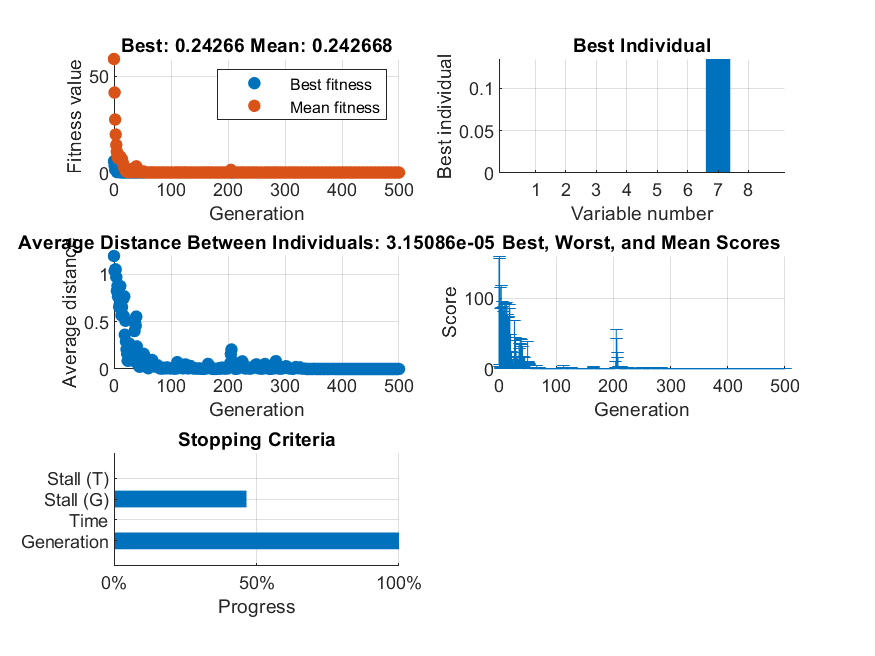 Best: 0.24266 Mean: 0.242668
Fitness value
50
0
Best fitness
Mean fitness
0 100 200 300 400 500
Generation
Best Individual
Best individual
0.1
0.05
0
1 2 3 4 5 6 7 8
Variable number
Average Distance Between Individuals: 3.15086e-05
Average distance
1
0.5
0
0 100 200 300 400 500
Generation
Best, Worst, and Mean Scores
Score
100
0
0 100 200 300 400 500
Generation
Stopping Criteria
Stall (T)
Stall (G)
Time
Generation
0% 50% 100%
Progress